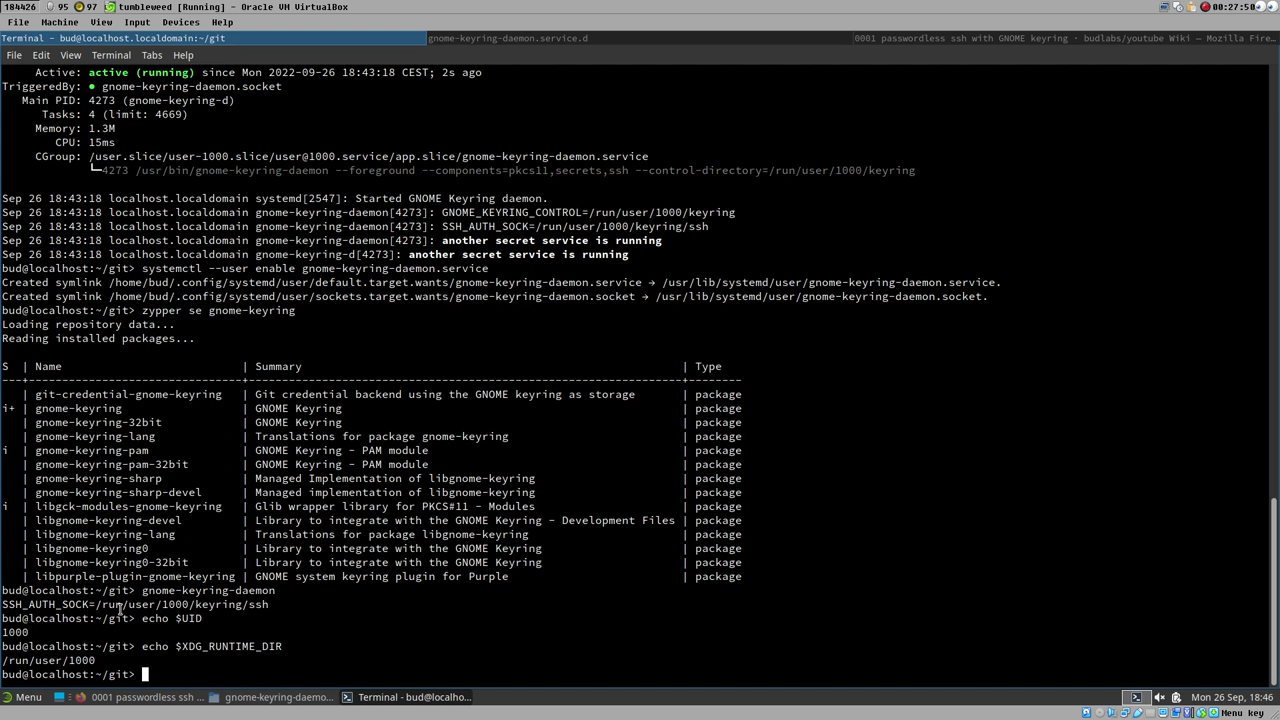 184426 95 97 tumbleweed [Running] - Oracle VM VirtualBox 00:27:50
File Machine View Input Devices Help
Terminal - bud@localhost.localdomain:~/git gnome-keyring-daemon.service.d 0001 passwordless ssh with GNOME keyring · budlabs/youtube Wiki — Mozilla Fire...
File Edit View Terminal Tabs Help
Active: active (running) since Mon 2022-09-26 18:43:18 CEST; 2s ago
TriggeredBy: ● gnome-keyring-daemon.socket
Main PID: 4273 (gnome-keyring-d)
Tasks: 4 (limit: 4669)
Memory: 1.3M
CPU: 15ms
CGroup: /user.slice/user-1000.slice/user@1000.service/app.slice/gnome-keyring-daemon.service
└─4273 /usr/bin/gnome-keyring-daemon --foreground --components=pkcs11,secrets,ssh --control-directory=/run/user/1000/keyring
Sep 26 18:43:18 localhost.localdomain systemd[2547]: Started GNOME Keyring daemon.
Sep 26 18:43:18 localhost.localdomain gnome-keyring-daemon[4273]: GNOME_KEYRING_CONTROL=/run/user/1000/keyring
Sep 26 18:43:18 localhost.localdomain gnome-keyring-daemon[4273]: SSH_AUTH_SOCK=/run/user/1000/keyring/ssh
Sep 26 18:43:18 localhost.localdomain gnome-keyring-daemon[4273]: another secret service is running
Sep 26 18:43:18 localhost.localdomain gnome-keyring-d[4273]: another secret service is running
bud@localhost:~/git> systemctl --user enable gnome-keyring-daemon.service
Created symlink /home/bud/.config/systemd/user/default.target.wants/gnome-keyring-daemon.service → /usr/lib/systemd/user/gnome-keyring-daemon.service.
Created symlink /home/bud/.config/systemd/user/sockets.target.wants/gnome-keyring-daemon.socket → /usr/lib/systemd/user/gnome-keyring-daemon.socket.
bud@localhost:~/git> zypper se gnome-keyring
Loading repository data...
Reading installed packages...
S | Name | Summary | Type
---+--------------------------------+---------------------------------------------------------+--------
| git-credential-gnome-keyring | Git credential backend using the GNOME keyring as storage | package
i+ | gnome-keyring | GNOME Keyring | package
| gnome-keyring-32bit | GNOME Keyring | package
| gnome-keyring-lang | Translations for package gnome-keyring | package
i | gnome-keyring-pam | GNOME Keyring - PAM module | package
| gnome-keyring-pam-32bit | GNOME Keyring - PAM module | package
| gnome-keyring-sharp | Managed Implementation of libgnome-keyring | package
| gnome-keyring-sharp-devel | Managed implementation of libgnome-keyring | package
i | libgck-modules-gnome-keyring | Glib wrapper library for PKCS#11 - Modules | package
| libgnome-keyring-devel | Library to integrate with the GNOME Keyring - Development Files | package
| libgnome-keyring-lang | Translations for package libgnome-keyring | package
| libgnome-keyring0 | Library to integrate with the GNOME Keyring | package
| libgnome-keyring0-32bit | Library to integrate with the GNOME Keyring | package
| libpurple-plugin-gnome-keyring | GNOME system keyring plugin for Purple | package
bud@localhost:~/git> gnome-keyring-daemon
SSH_AUTH_SOCK=/run/user/1000/keyring/ssh
bud@localhost:~/git> echo $UID
1000
bud@localhost:~/git> echo $XDG_RUNTIME_DIR
/run/user/1000
bud@localhost:~/git>
Menu 0001 passwordless ssh ... gnome-keyring-daemo... Terminal - bud@localho... Mon 26 Sep, 18:46
Menu key